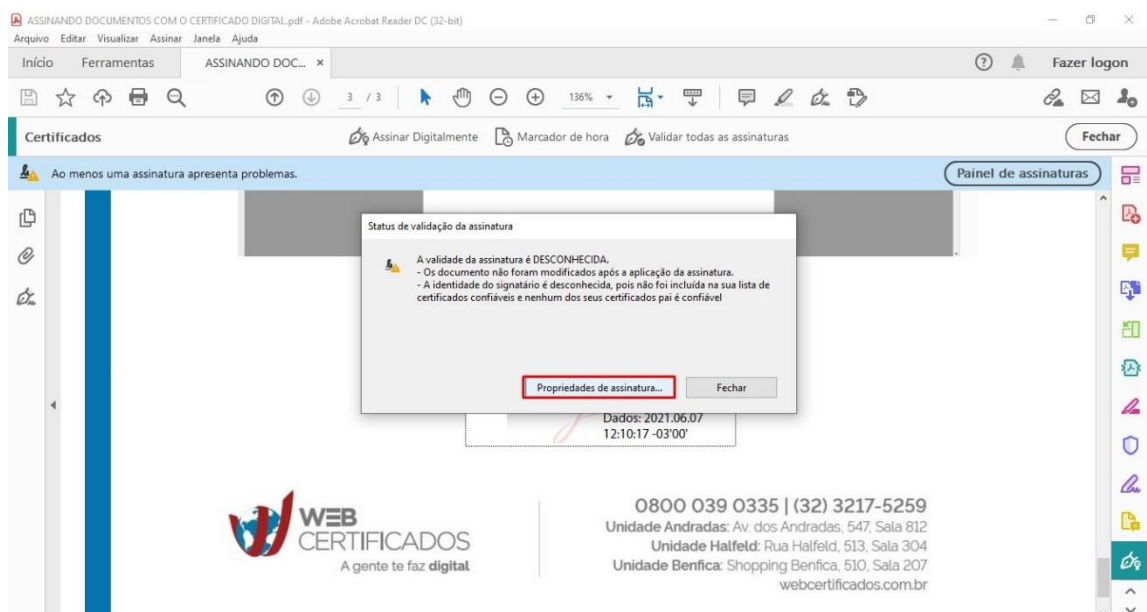 ASSINANDO DOCUMENTOS COM O CERTIFICADO DIGITAL.pdf - Adobe Acrobat Reader DC (32-bit)
Arquivo Editar Visualizar Assinar Janela Ajuda
Início Ferramentas ASSINANDO DOC... × Fazer logon
3 / 3 136%
Certificados Assinar Digitalmente Marcador de hora Validar todas as assinaturas Fechar
Ao menos uma assinatura apresenta problemas. Painel de assinaturas
Status de validação da assinatura
A validade da assinatura é DESCONHECIDA.
- Os documento não foram modificados após a aplicação da assinatura.
- A identidade do signatário é desconhecida, pois não foi incluída na sua lista de
certificados confiáveis e nenhum dos seus certificados pai é confiável
Propriedades de assinatura... Fechar
Dados: 2021.06.07
12:10:17 -03'00'
WEB
CERTIFICADOS
A gente te faz digital
0800 039 0335 | (32) 3217-5259
Unidade Andradas: Av. dos Andradas, 547, Sala 812
Unidade Halfeld: Rua Halfeld, 513, Sala 304
Unidade Benfica: Shopping Benfica, 510, Sala 207
webcertificados.com.br